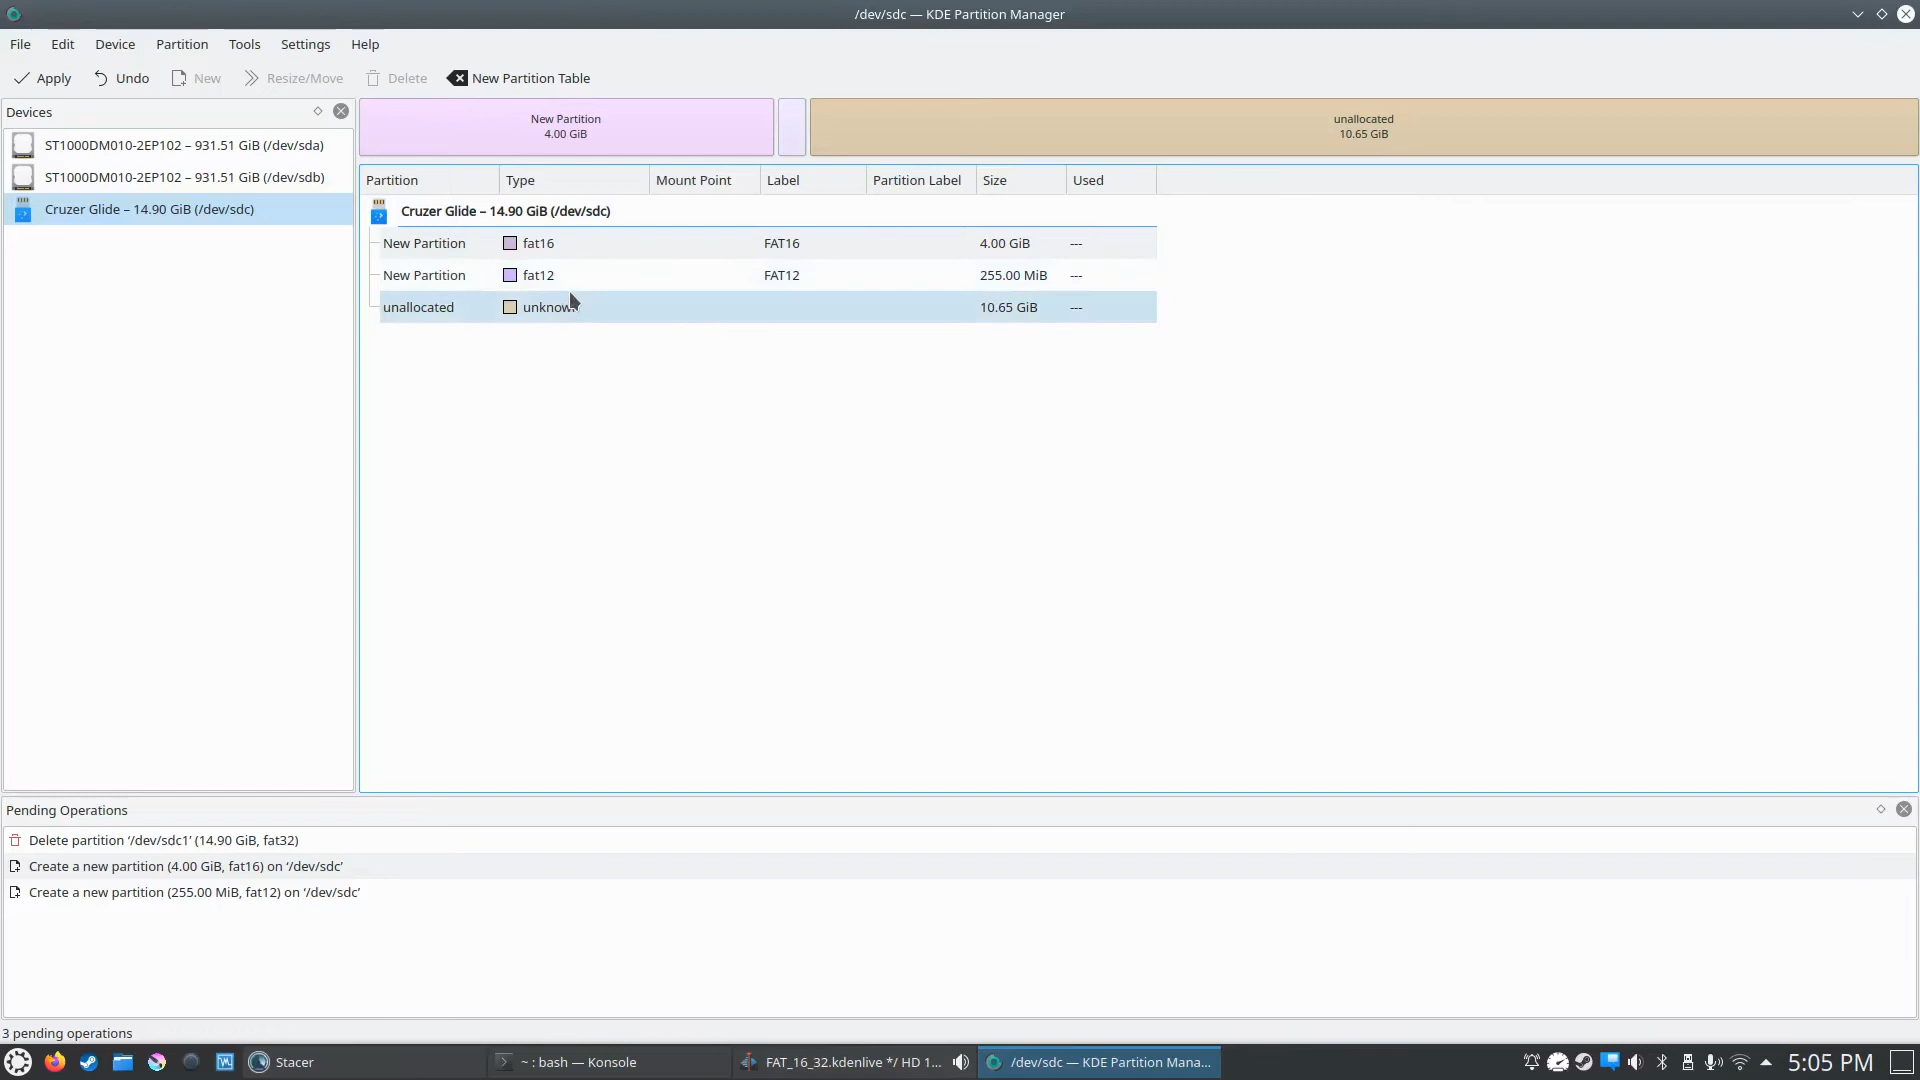 /dev/sdc — KDE Partition Manager
File Edit Device Partition Tools Settings Help
Apply Undo New Resize/Move Delete New Partition Table
Devices
ST1000DM010-2EP102 – 931.51 GiB (/dev/sda)
ST1000DM010-2EP102 – 931.51 GiB (/dev/sdb)
Cruzer Glide – 14.90 GiB (/dev/sdc)
New Partition
4.00 GiB
unallocated
10.65 GiB
Partition Type Mount Point Label Partition Label Size Used
Cruzer Glide – 14.90 GiB (/dev/sdc)
New Partition fat16 FAT16 4.00 GiB ---
New Partition fat12 FAT12 255.00 MiB ---
unallocated unknown 10.65 GiB ---
Pending Operations
Delete partition ‘/dev/sdc1’ (14.90 GiB, fat32)
Create a new partition (4.00 GiB, fat16) on ‘/dev/sdc’
Create a new partition (255.00 MiB, fat12) on ‘/dev/sdc’
3 pending operations
Stacer ~ : bash — Konsole FAT_16_32.kdenlive */ HD 1... /dev/sdc — KDE Partition Mana... 5:05 PM